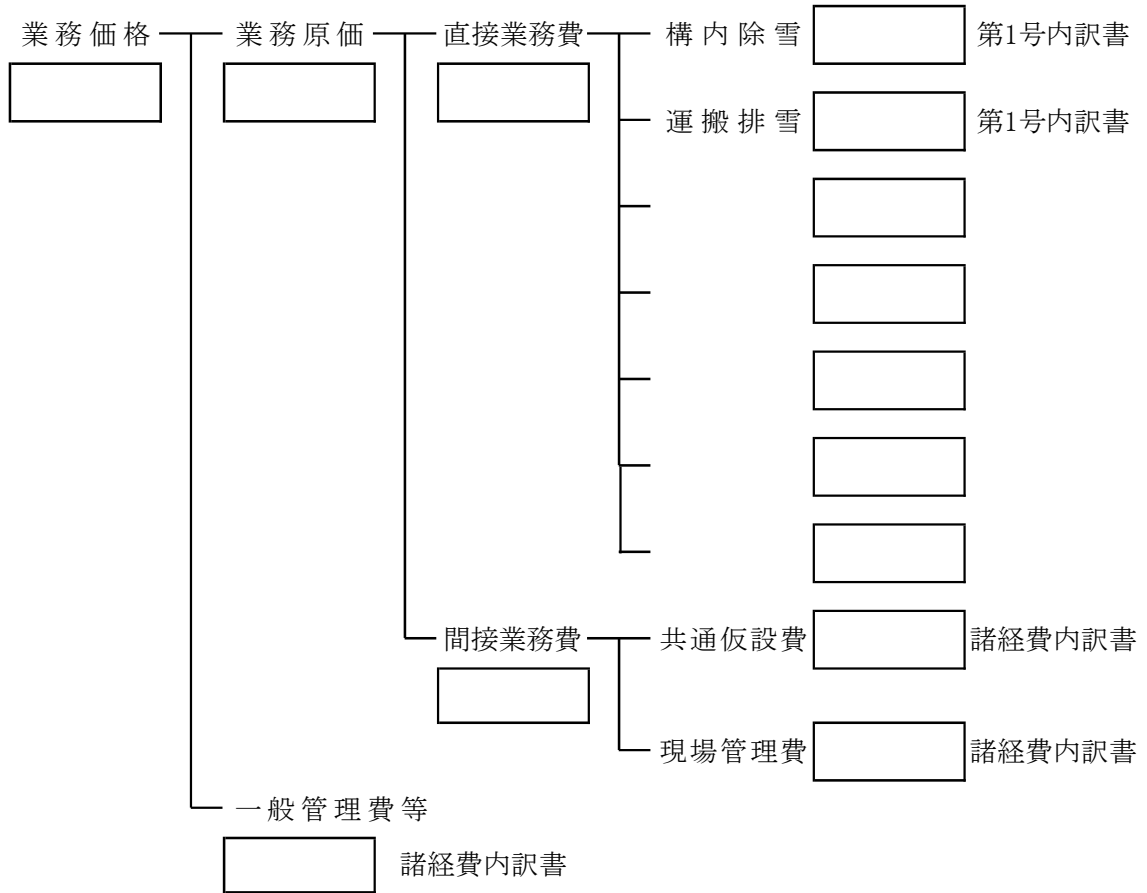 業務価格 業務原価 直接業務費 構内除雪 第1号内訳書
運搬排雪 第1号内訳書
間接業務費 共通仮設費 諸経費内訳書
現場管理費 諸経費内訳書
一般管理費等
諸経費内訳書